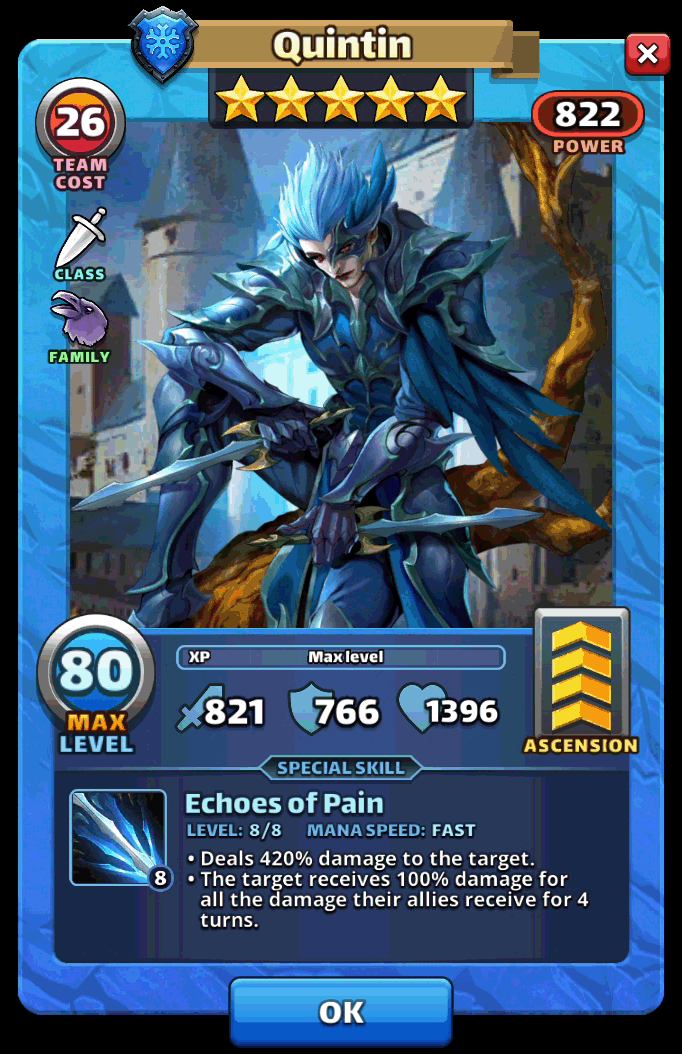 Quintin
26
TEAM
COST
822
POWER
CLASS
FAMILY
80
MAX
LEVEL
XP Max level
821 766 1396
ASCENSION
SPECIAL SKILL
Echoes of Pain
LEVEL: 8/8 MANA SPEED: FAST
8
• Deals 420% damage to the target.
• The target receives 100% damage for
all the damage their allies receive for 4
turns.
OK